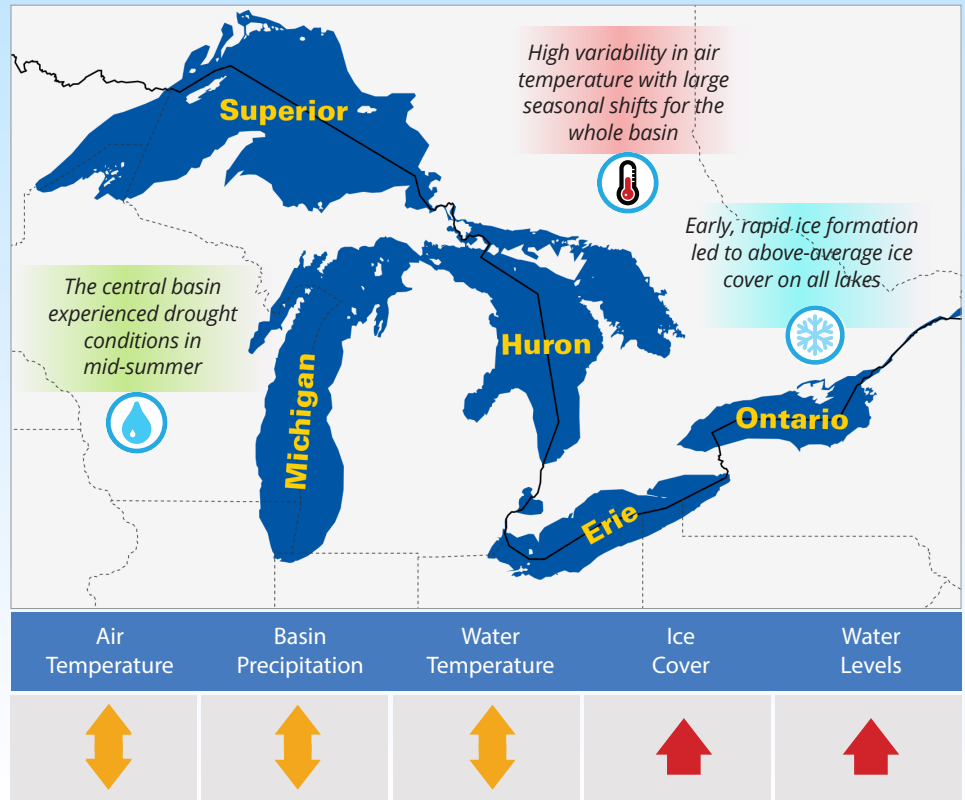 High variability in air
temperature with large
seasonal shifts for the
whole basin
Superior
Early, rapid ice formation
led to above-average ice
cover on all lakes
The central basin
experienced drought
conditions in
mid-summer
Huron
Michigan
Ontario
Erie
Air
Temperature
Basin
Precipitation
Water
Temperature
Ice
Cover
Water
Levels